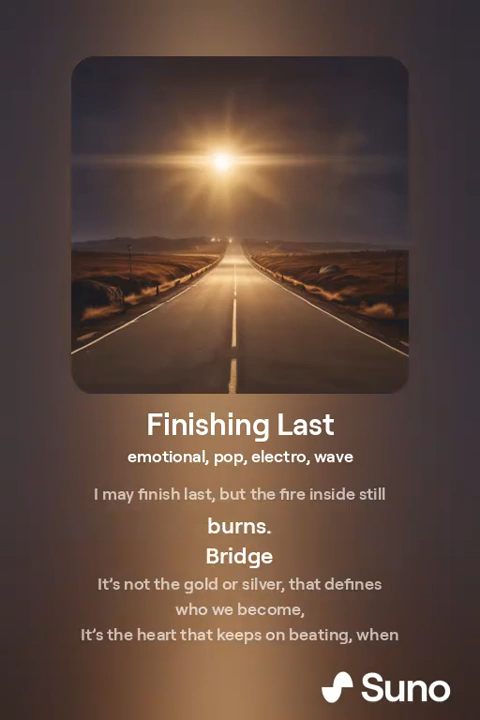 Finishing Last
emotional, pop, electro, wave
I may finish last, but the fire inside still
burns.
Bridge
It's not the gold or silver, that defines
who we become,
It's the heart that keeps on beating, when
Suno